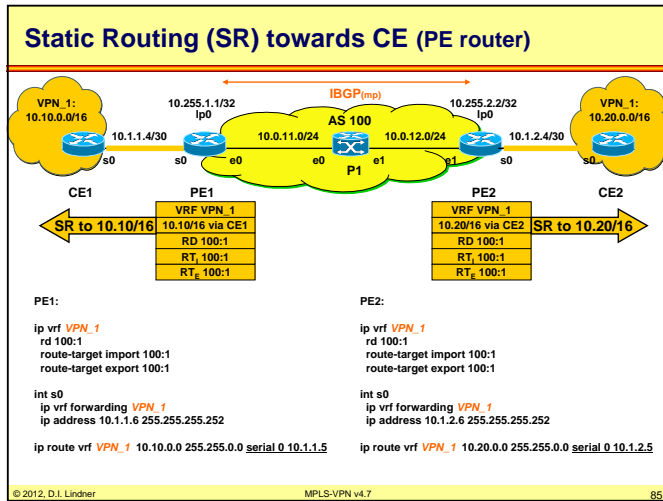 Static Routing (SR) towards CE (PE router)
IBGP(mp)
VPN_1:
10.10.0.0/16
10.255.1.1/32
lp0
AS 100
10.255.2.2/32
lp0
VPN_1:
10.20.0.0/16
10.1.1.4/30
10.0.11.0/24
10.0.12.0/24
10.1.2.4/30
s0
s0
e0
e0
e1
e1
s0
s0
P1
CE1
PE1
PE2
CE2
SR to 10.10/16
VRF VPN_1
10.10/16 via CE1
RD 100:1
RTI 100:1
RTE 100:1
VRF VPN_1
10.20/16 via CE2
RD 100:1
RTI 100:1
RTE 100:1
SR to 10.20/16
PE1:
ip vrf VPN_1
rd 100:1
route-target import 100:1
route-target export 100:1
int s0
ip vrf forwarding VPN_1
ip address 10.1.1.6 255.255.255.252
ip route vrf VPN_1 10.10.0.0 255.255.0.0 serial 0 10.1.1.5
PE2:
ip vrf VPN_1
rd 100:1
route-target import 100:1
route-target export 100:1
int s0
ip vrf forwarding VPN_1
ip address 10.1.2.6 255.255.255.252
ip route vrf VPN_1 10.20.0.0 255.255.0.0 serial 0 10.1.2.5
© 2012, D.I. Lindner
MPLS-VPN v4.7
85